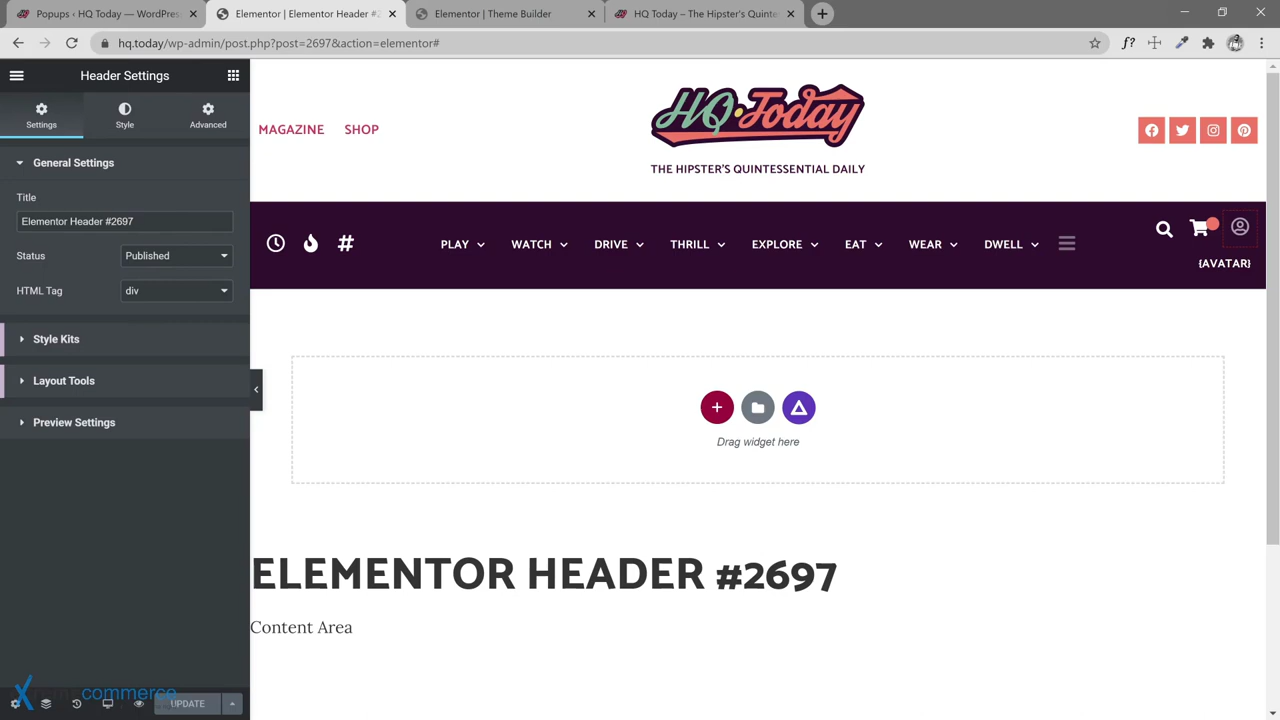 Popups ‹ HQ Today — WordPres
Elementor | Elementor Header #2
Elementor | Theme Builder
HQ Today – The Hipster's Quinte
hq.today/wp-admin/post.php?post=2697&action=elementor#
Header Settings
Settings
Style
Advanced
General Settings
Title
Elementor Header #2697
Status
Published
HTML Tag
div
Style Kits
Layout Tools
Preview Settings
commerce
UPDATE
MAGAZINE
SHOP
HQ Today
THE HIPSTER'S QUINTESSENTIAL DAILY
PLAY
WATCH
DRIVE
THRILL
EXPLORE
EAT
WEAR
DWELL
{AVATAR}
Drag widget here
ELEMENTOR HEADER #2697
Content Area